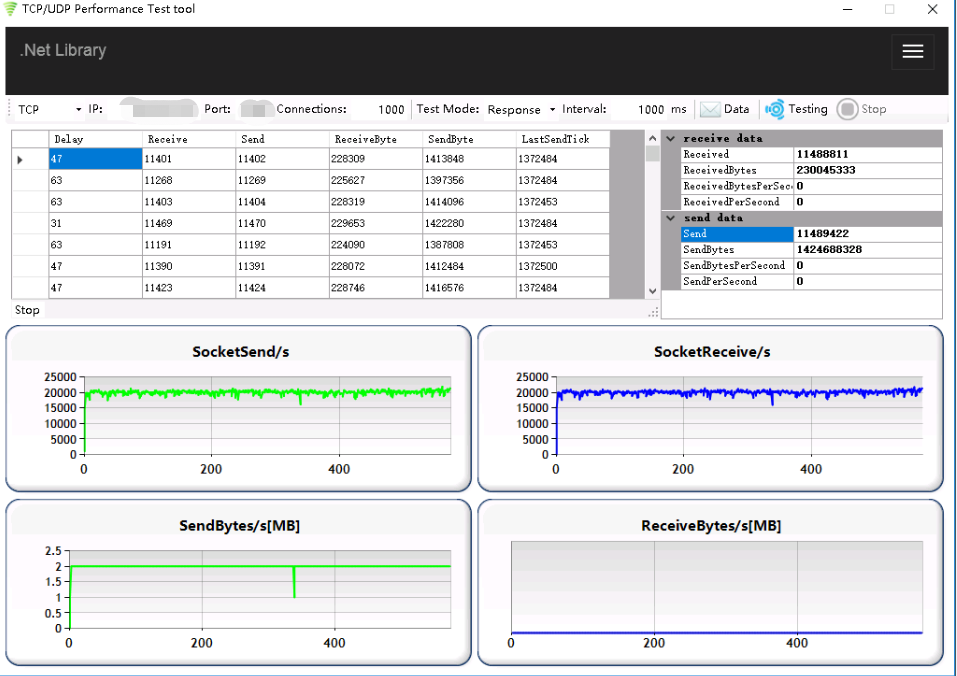 TCP/UDP Performance Test tool
.Net Library
TCP IP: Port: Connections: 1000 Test Mode: Response Interval: 1000 ms Data Testing Stop
Delay Receive Send ReceiveByte SendByte LastSendTick
47 11401 11402 228309 1413848 1372484
63 11268 11269 225627 1397356 1372484
63 11403 11404 228319 1414096 1372453
31 11469 11470 229653 1422280 1372484
63 11191 11192 224090 1387808 1372453
47 11390 11391 228072 1412484 1372500
47 11423 11424 228746 1416576 1372484
Stop
receive data
Received 11488811
ReceivedBytes 230045333
ReceivedBytesPerSec 0
ReceivedPerSecond 0
send data
Send 11489422
SendBytes 1424688328
SendBytesPerSecond 0
SendPerSecond 0
SocketSend/s
25000
20000
15000
10000
5000
0
0 200 400
SocketReceive/s
25000
20000
15000
10000
5000
0
0 200 400
SendBytes/s[MB]
2.5
2
1.5
1
0.5
0
0 200 400
ReceiveBytes/s[MB]
0 200 400